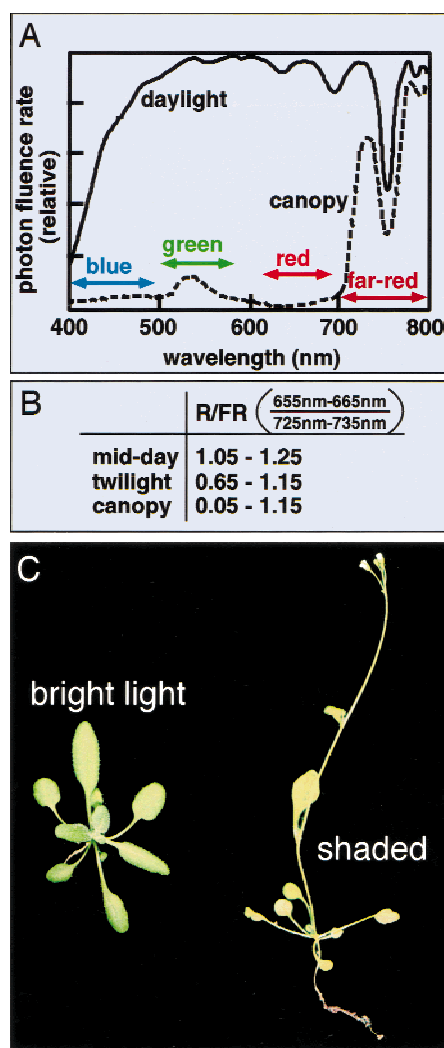 A
photon fluence rate
(relative)
daylight
canopy
blue
green
red
far-red
400 500 600 700 800
wavelength (nm)
B
R/FR (655nm-665nm
725nm-735nm)
mid-day 1.05 - 1.25
twilight 0.65 - 1.15
canopy 0.05 - 1.15
C
bright light
shaded